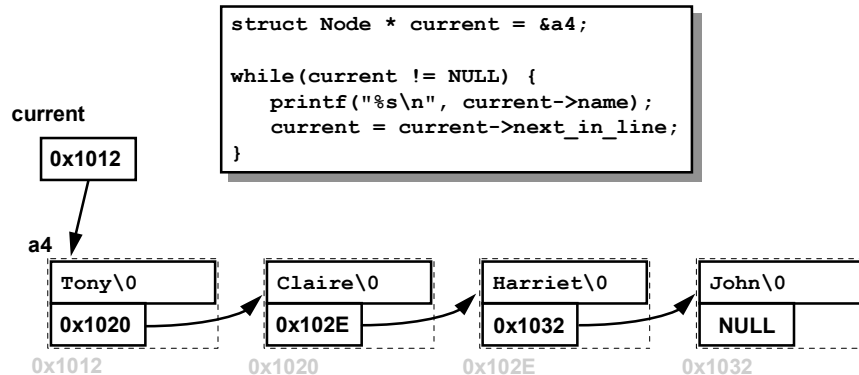 struct Node * current = &a4;
while(current != NULL) {
printf("%s\n", current->name);
current = current->next_in_line;
}
current
0x1012
a4
Tony\0 Claire\0 Harriet\0 John\0
0x1020 0x102E 0x1032 NULL
0x1012 0x1020 0x102E 0x1032